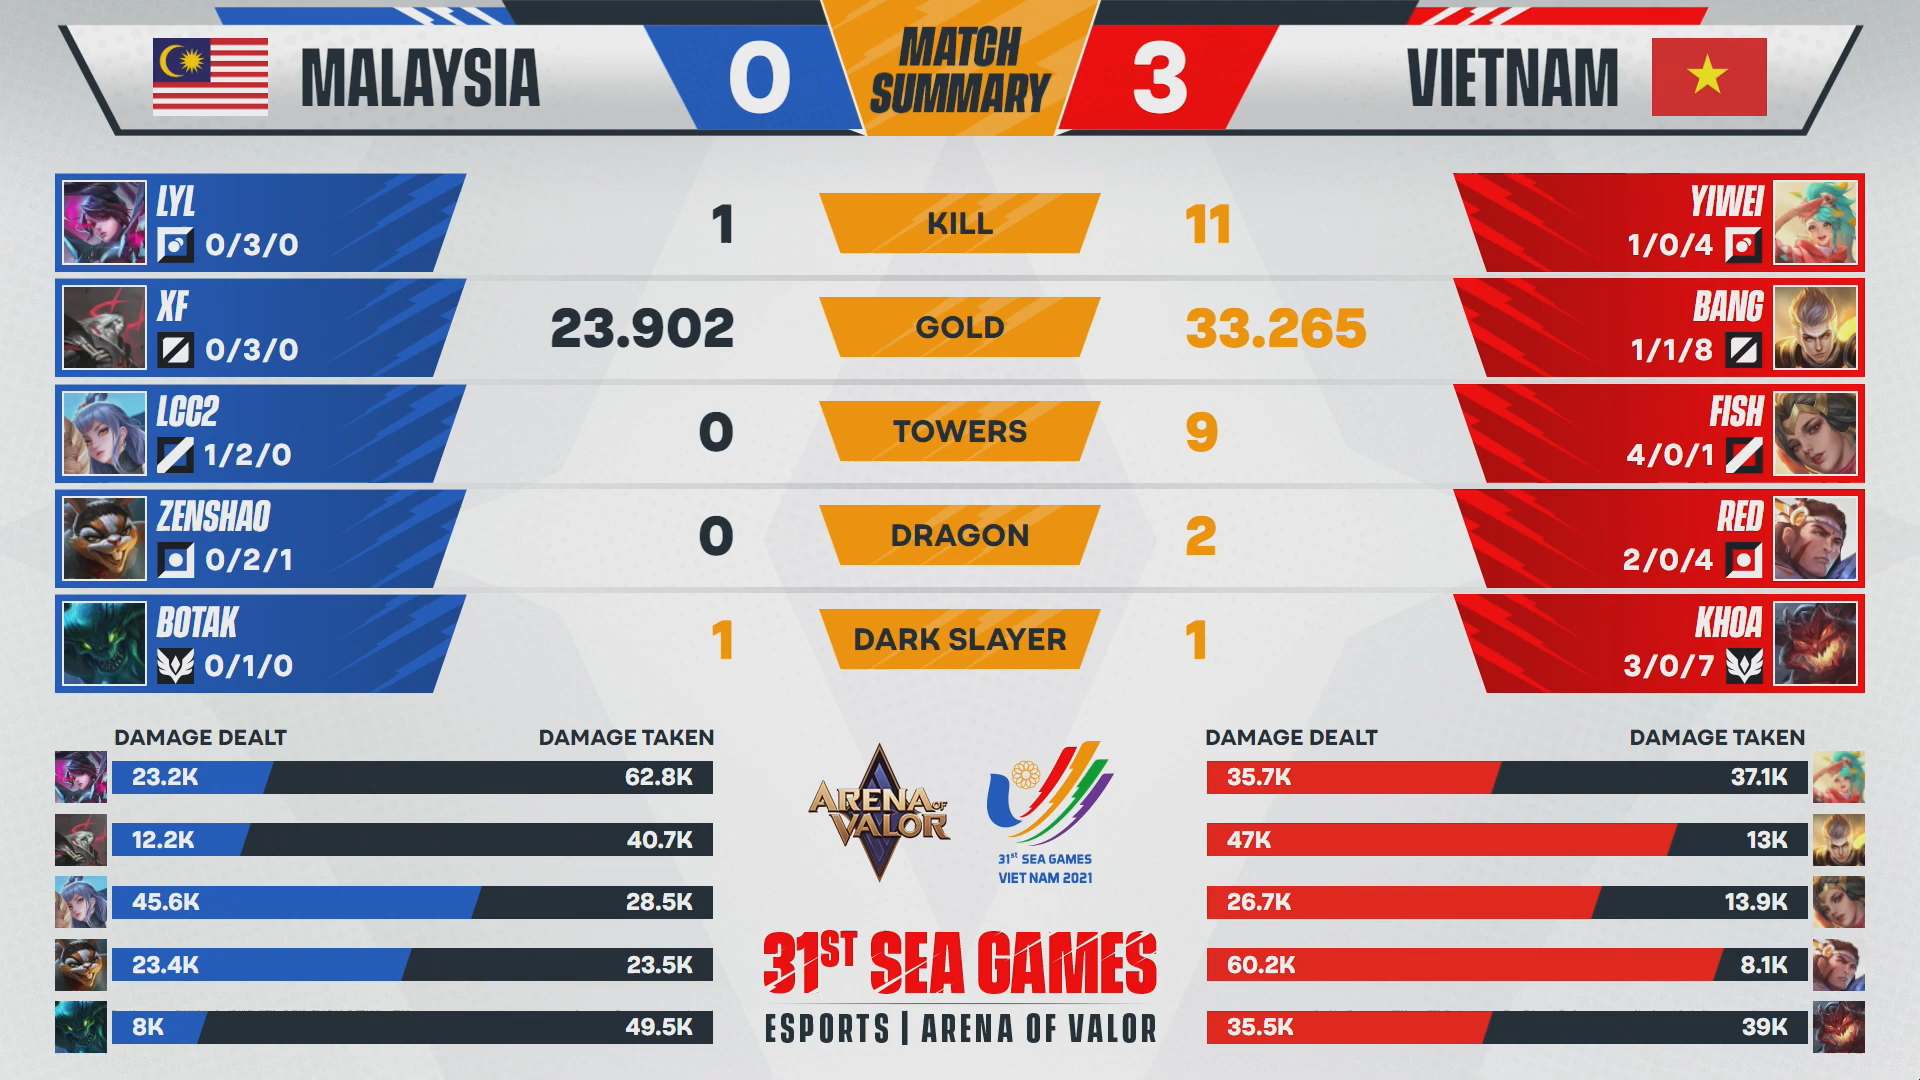 MALAYSIA
0
MATCH
SUMMARY
3
VIETNAM
LYL
0/3/0
1
KILL
11
YIWEI
1/0/4
XF
0/3/0
23.902
GOLD
33.265
BANG
1/1/8
LCC2
1/2/0
0
TOWERS
9
FISH
4/0/1
ZENSHAO
0/2/1
0
DRAGON
2
RED
2/0/4
BOTAK
0/1/0
1
DARK SLAYER
1
KHOA
3/0/7
DAMAGE DEALT
DAMAGE TAKEN
23.2K
62.8K
12.2K
40.7K
45.6K
28.5K
23.4K
23.5K
8K
49.5K
ARENA OF
VALOR
31st SEA GAMES
VIET NAM 2021
31ST SEA GAMES
ESPORTS | ARENA OF VALOR
DAMAGE DEALT
DAMAGE TAKEN
35.7K
37.1K
47K
13K
26.7K
13.9K
60.2K
8.1K
35.5K
39K